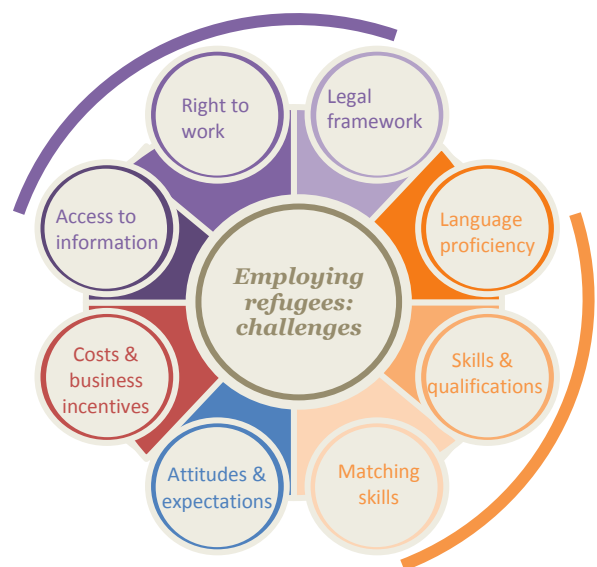 Employing
refugees:
challenges
Right to
work
Legal
framework
Language
proficiency
Skills &
qualifications
Matching
skills
Attitudes &
expectations
Costs &
business
incentives
Access to
information